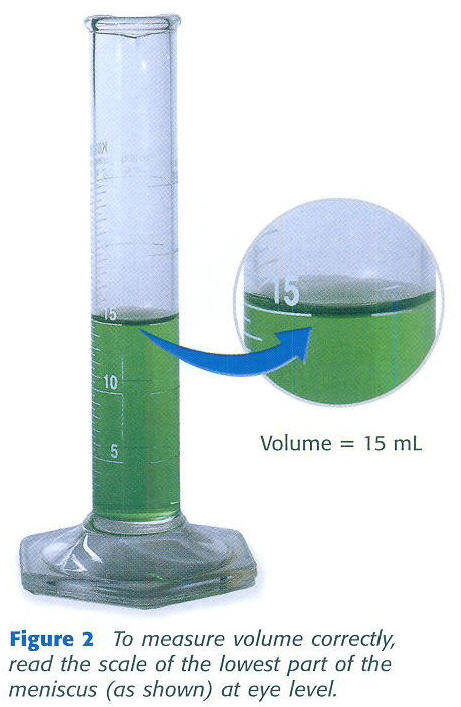 15
10
5
15
Volume = 15 mL
Figure 2 To measure volume correctly,
read the scale of the lowest part of the
meniscus (as shown) at eye level.